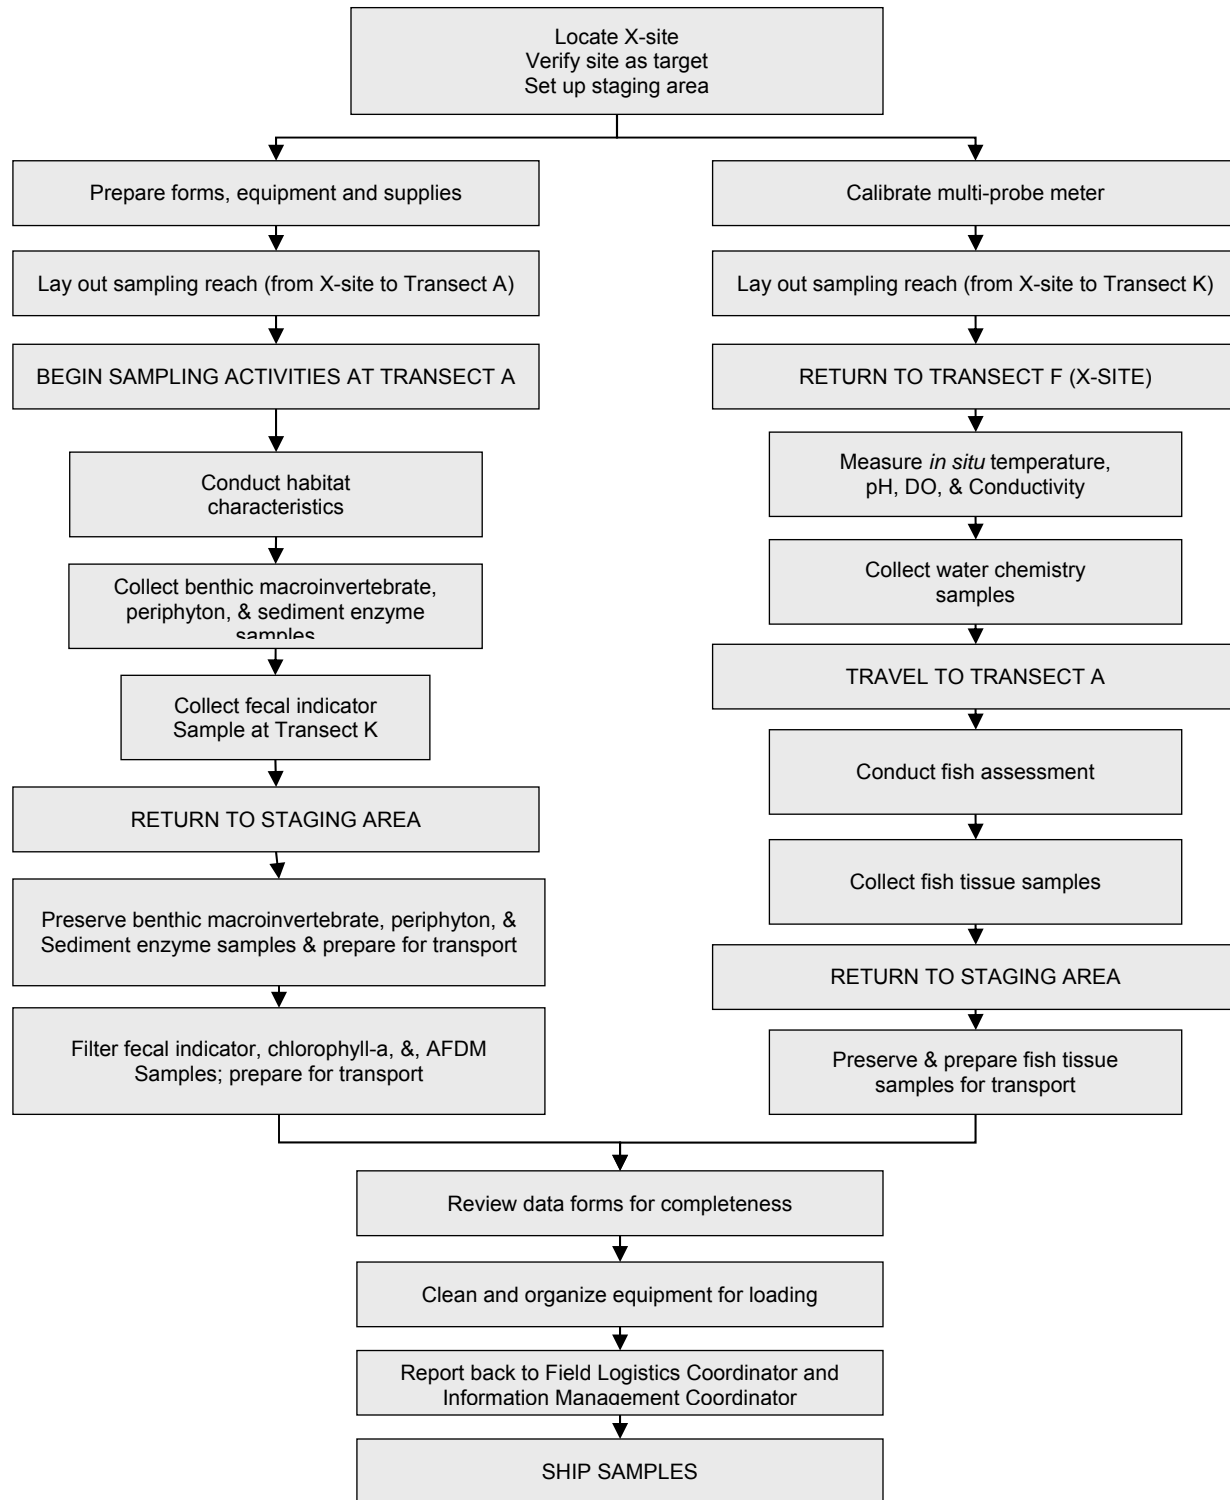 Locate X-site
Verify site as target
Set up staging area
Prepare forms, equipment and supplies
Calibrate multi-probe meter
Lay out sampling reach (from X-site to Transect A)
Lay out sampling reach (from X-site to Transect K)
BEGIN SAMPLING ACTIVITIES AT TRANSECT A
RETURN TO TRANSECT F (X-SITE)
Conduct habitat
characteristics
Measure in situ temperature,
pH, DO, & Conductivity
Collect benthic macroinvertebrate,
periphyton, & sediment enzyme
samples
Collect water chemistry
samples
Collect fecal indicator
Sample at Transect K
TRAVEL TO TRANSECT A
RETURN TO STAGING AREA
Conduct fish assessment
Preserve benthic macroinvertebrate, periphyton, &
Sediment enzyme samples & prepare for transport
Collect fish tissue samples
Filter fecal indicator, chlorophyll-a, &, AFDM
Samples; prepare for transport
RETURN TO STAGING AREA
Preserve & prepare fish tissue
samples for transport
Review data forms for completeness
Clean and organize equipment for loading
Report back to Field Logistics Coordinator and
Information Management Coordinator
SHIP SAMPLES